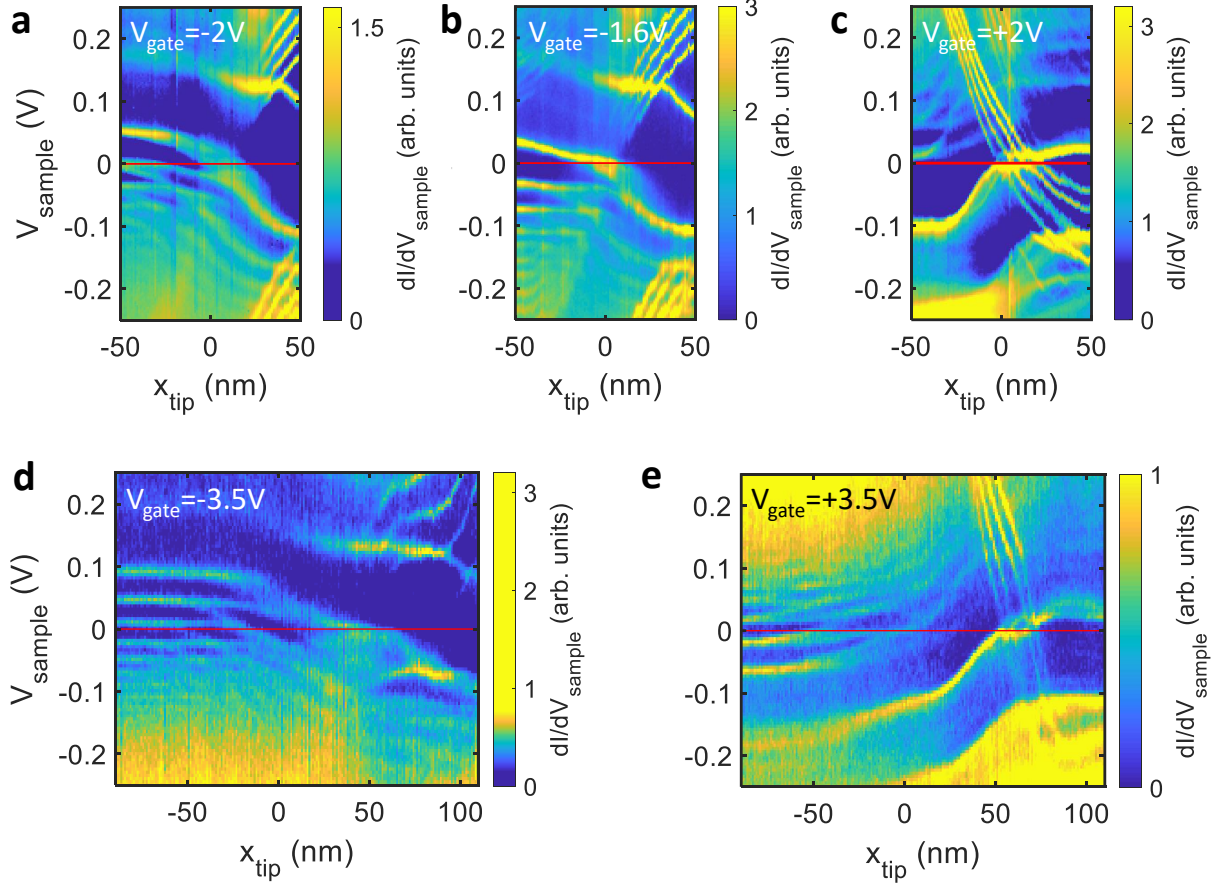 a
V_gate=-2V
0.2
0.1
0
-0.1
-0.2
V_sample (V)
-50
0
50
x_tip (nm)
1.5
0
dI/dV_sample (arb. units)
b
V_gate=-1.6V
0.2
0.1
0
-0.1
-0.2
-50
0
50
x_tip (nm)
3
2
1
0
dI/dV_sample (arb. units)
c
V_gate=+2V
0.2
0.1
0
-0.1
-0.2
-50
0
50
x_tip (nm)
3
2
1
0
dI/dV_sample (arb. units)
d
V_gate=-3.5V
0.2
0.1
0
-0.1
-0.2
V_sample (V)
-50
0
50
100
x_tip (nm)
3
2
1
0
dI/dV_sample (arb. units)
e
V_gate=+3.5V
0.2
0.1
0
-0.1
-0.2
-50
0
50
100
x_tip (nm)
1
0
dI/dV_sample (arb. units)